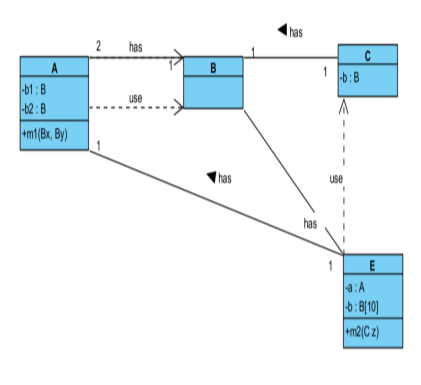 2 has
1
◀ has
1
1
A
-b1 : B
-b2 : B
+m1(Bx, By)
B
C
-b : B
use
1
◀ has
has
use
1
E
-a : A
-b : B[10]
+m2(C z)